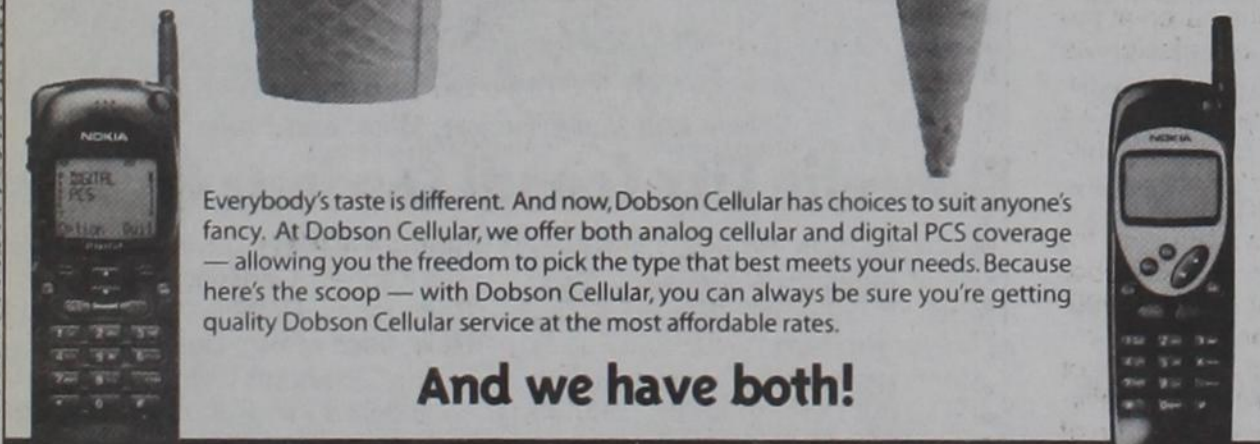 NOKIA
NOKIA
DIGITAL
PCS
Everybody's taste is different. And now, Dobson Cellular has choices to suit anyone's
fancy. At Dobson Cellular, we offer both analog cellular and digital PCS coverage
— allowing you the freedom to pick the type that best meets your needs. Because
here's the scoop — with Dobson Cellular, you can always be sure you're getting
quality Dobson Cellular service at the most affordable rates.
And we have both!